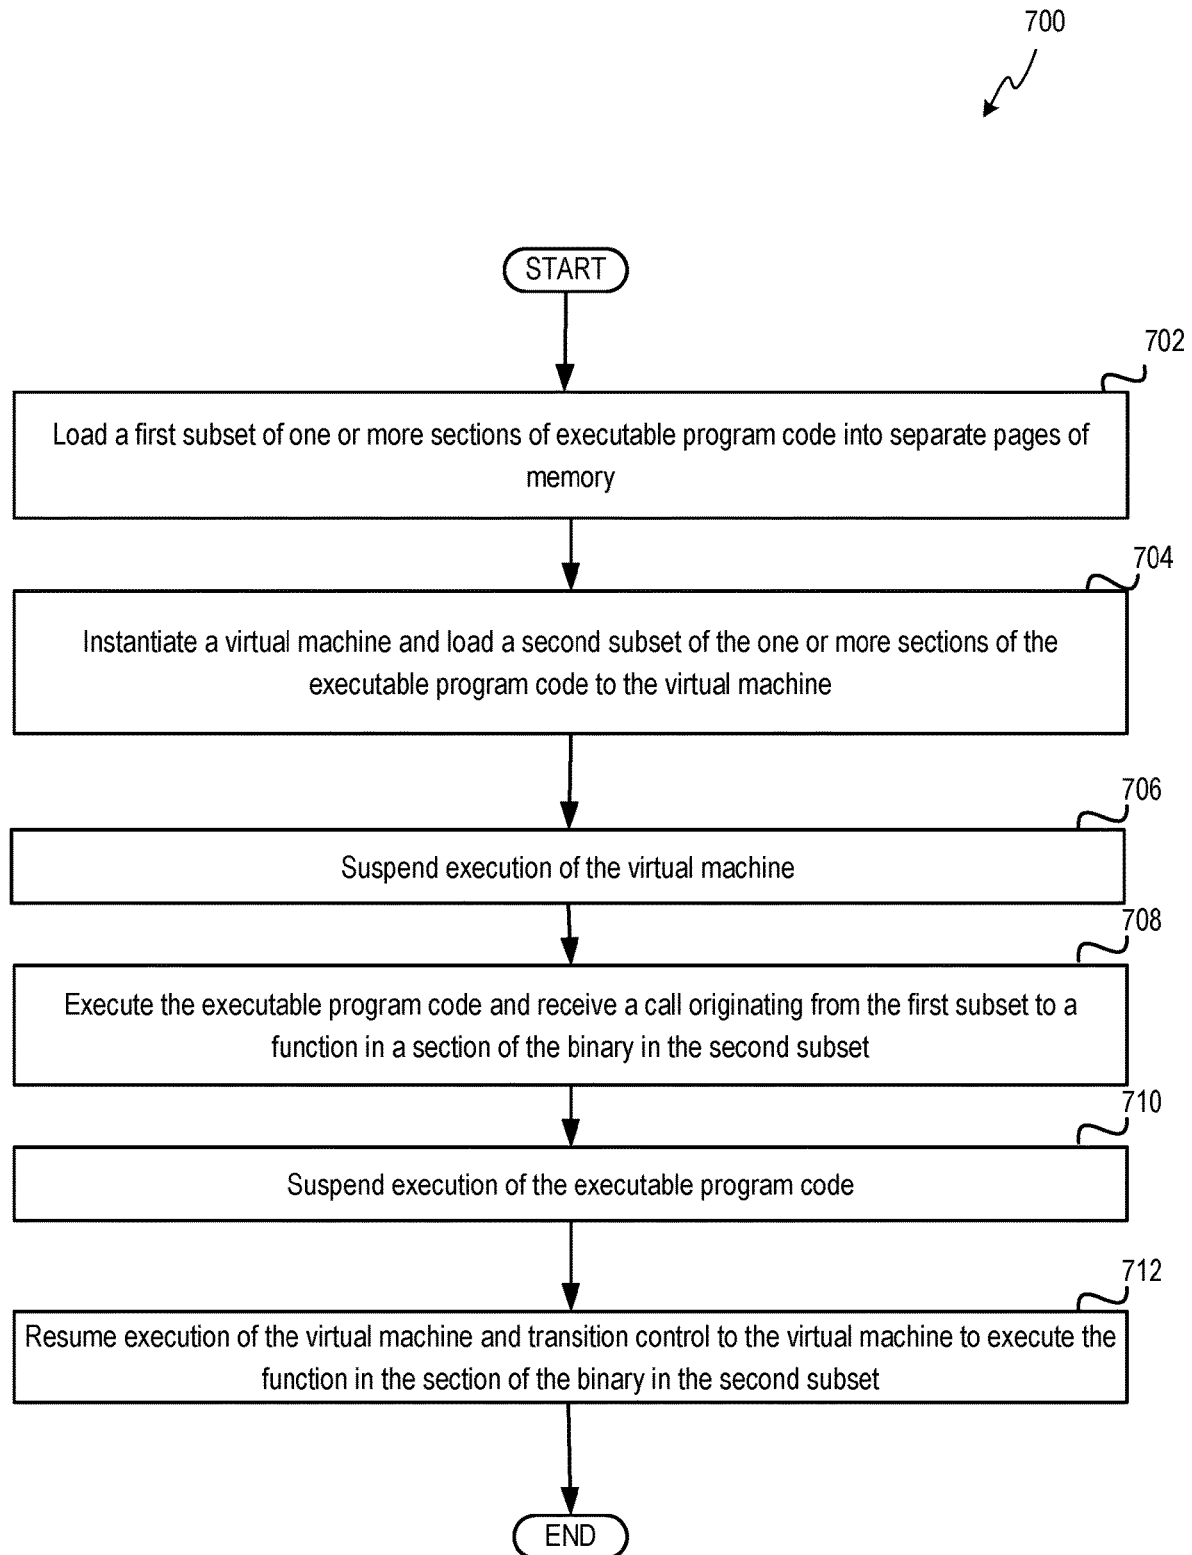 700
START
702
Load a first subset of one or more sections of executable program code into separate pages of
memory
704
Instantiate a virtual machine and load a second subset of the one or more sections of the
executable program code to the virtual machine
706
Suspend execution of the virtual machine
708
Execute the executable program code and receive a call originating from the first subset to a
function in a section of the binary in the second subset
710
Suspend execution of the executable program code
712
Resume execution of the virtual machine and transition control to the virtual machine to execute the
function in the section of the binary in the second subset
END